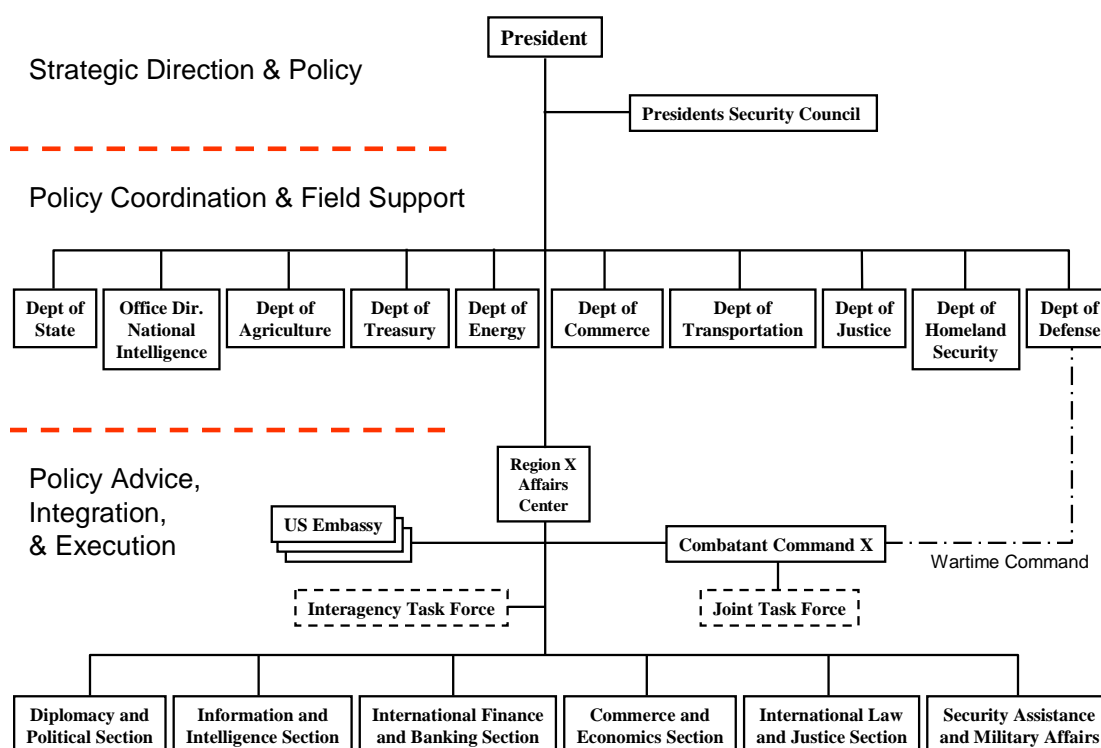 President
Strategic Direction & Policy
Presidents Security Council
Policy Coordination & Field Support
Dept of
State
Office Dir.
National
Intelligence
Dept of
Agriculture
Dept of
Treasury
Dept of
Energy
Dept of
Commerce
Dept of
Transportation
Dept of
Justice
Dept of
Homeland
Security
Dept of
Defense
Policy Advice,
Integration,
& Execution
Region X
Affairs
Center
US Embassy
Combatant Command X
Wartime Command
Interagency Task Force
Joint Task Force
Diplomacy and
Political Section
Information and
Intelligence Section
International Finance
and Banking Section
Commerce and
Economics Section
International Law
and Justice Section
Security Assistance
and Military Affairs